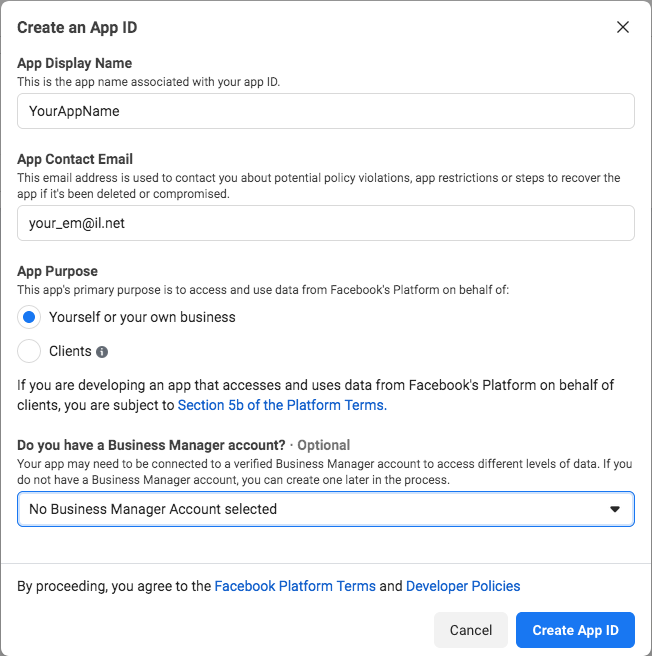 Create an App ID
App Display Name
This is the app name associated with your app ID.
YourAppName
App Contact Email
This email address is used to contact you about potential policy violations, app restrictions or steps to recover the
app if it's been deleted or compromised.
your_em@il.net
App Purpose
This app's primary purpose is to access and use data from Facebook's Platform on behalf of:
Yourself or your own business
Clients
If you are developing an app that accesses and uses data from Facebook's Platform on behalf of
clients, you are subject to Section 5b of the Platform Terms.
Do you have a Business Manager account? · Optional
Your app may need to be connected to a verified Business Manager account to access different levels of data. If you
do not have a Business Manager account, you can create one later in the process.
No Business Manager Account selected
By proceeding, you agree to the Facebook Platform Terms and Developer Policies
Cancel Create App ID